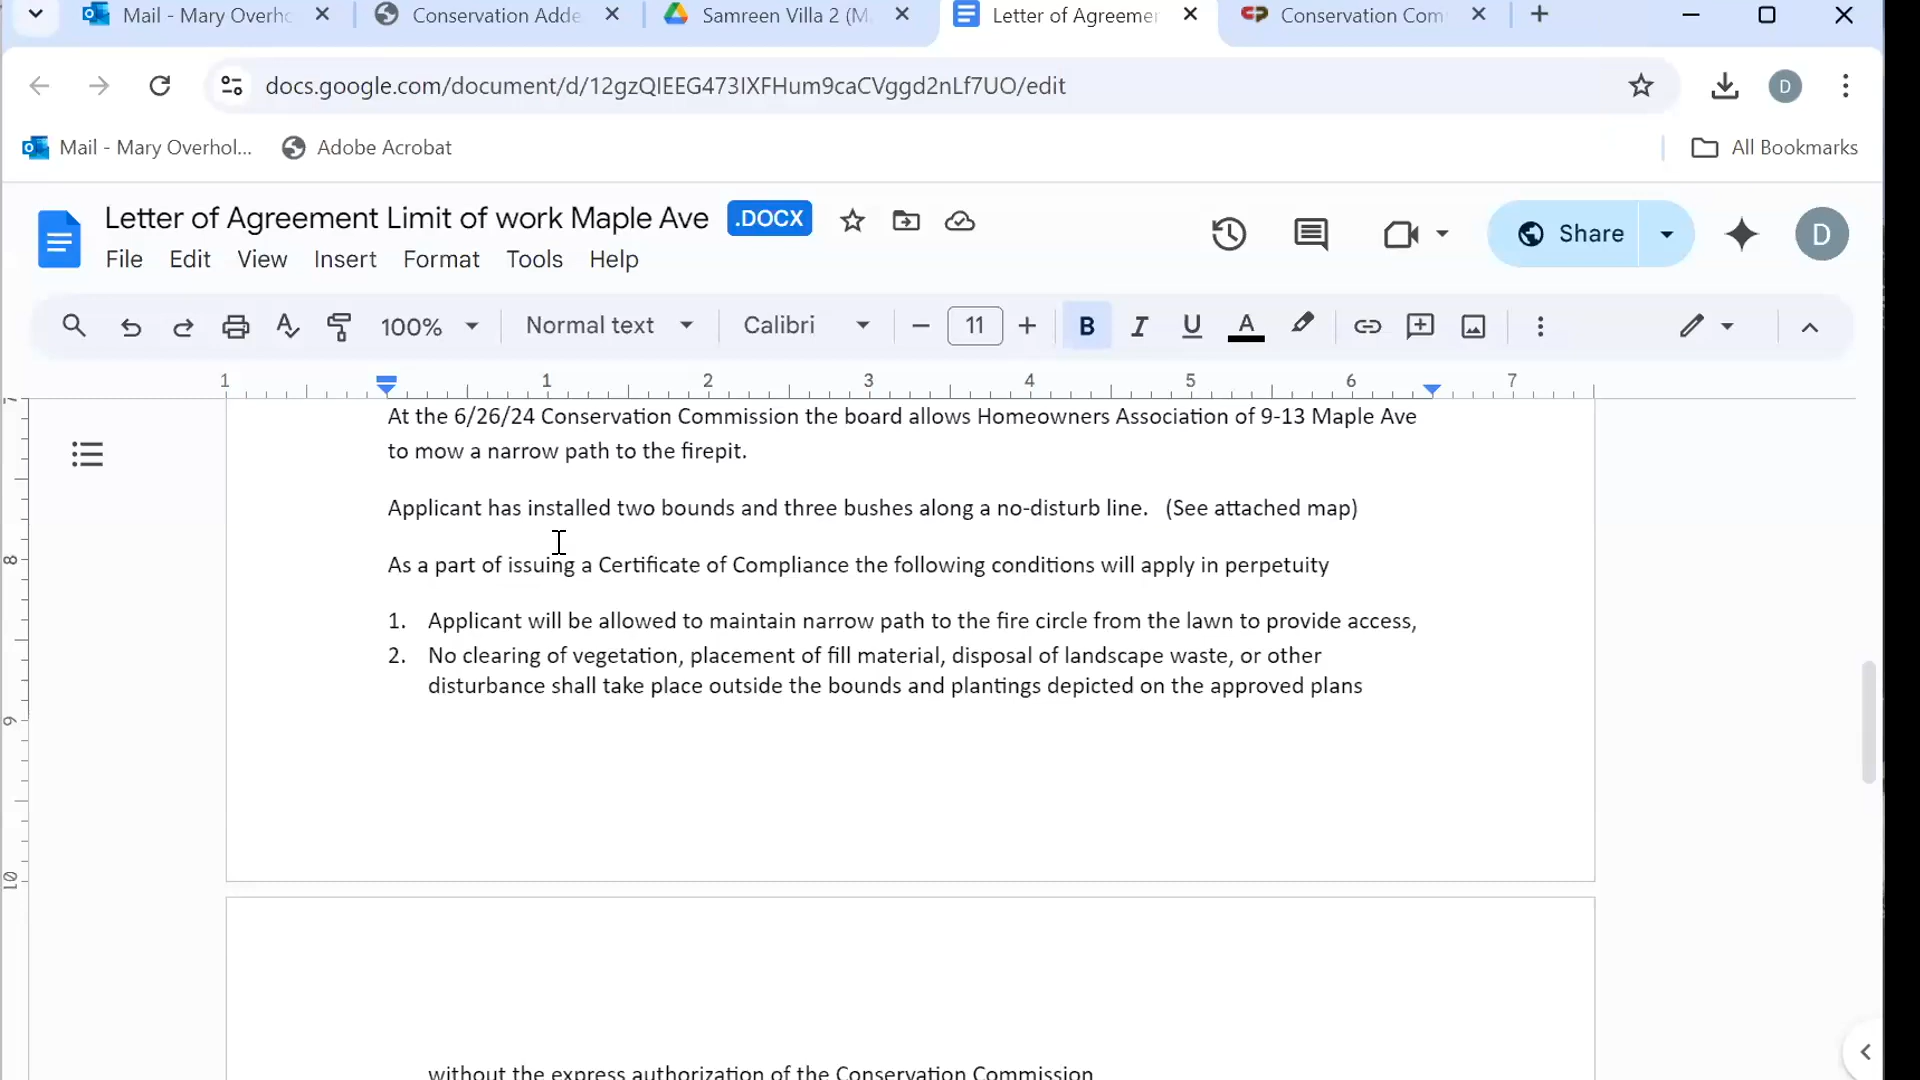 Mail - Mary Overho
Conservation Adde
Samreen Villa 2 (M
Letter of Agreemer
Conservation Com
docs.google.com/document/d/12gzQIEEG473IXFHum9caCVggd2nLf7UO/edit
D
Mail - Mary Overhol...
Adobe Acrobat
All Bookmarks
Letter of Agreement Limit of work Maple Ave
.DOCX
Share
D
File Edit View Insert Format Tools Help
100%
Normal text
Calibri
11
B I U A
1 1 2 3 4 5 6 7
At the 6/26/24 Conservation Commission the board allows Homeowners Association of 9-13 Maple Ave
to mow a narrow path to the firepit.
Applicant has installed two bounds and three bushes along a no-disturb line. (See attached map)
As a part of issuing a Certificate of Compliance the following conditions will apply in perpetuity
1. Applicant will be allowed to maintain narrow path to the fire circle from the lawn to provide access,
2. No clearing of vegetation, placement of fill material, disposal of landscape waste, or other
disturbance shall take place outside the bounds and plantings depicted on the approved plans
without the express authorization of the Conservation Commission
7
8
9
10